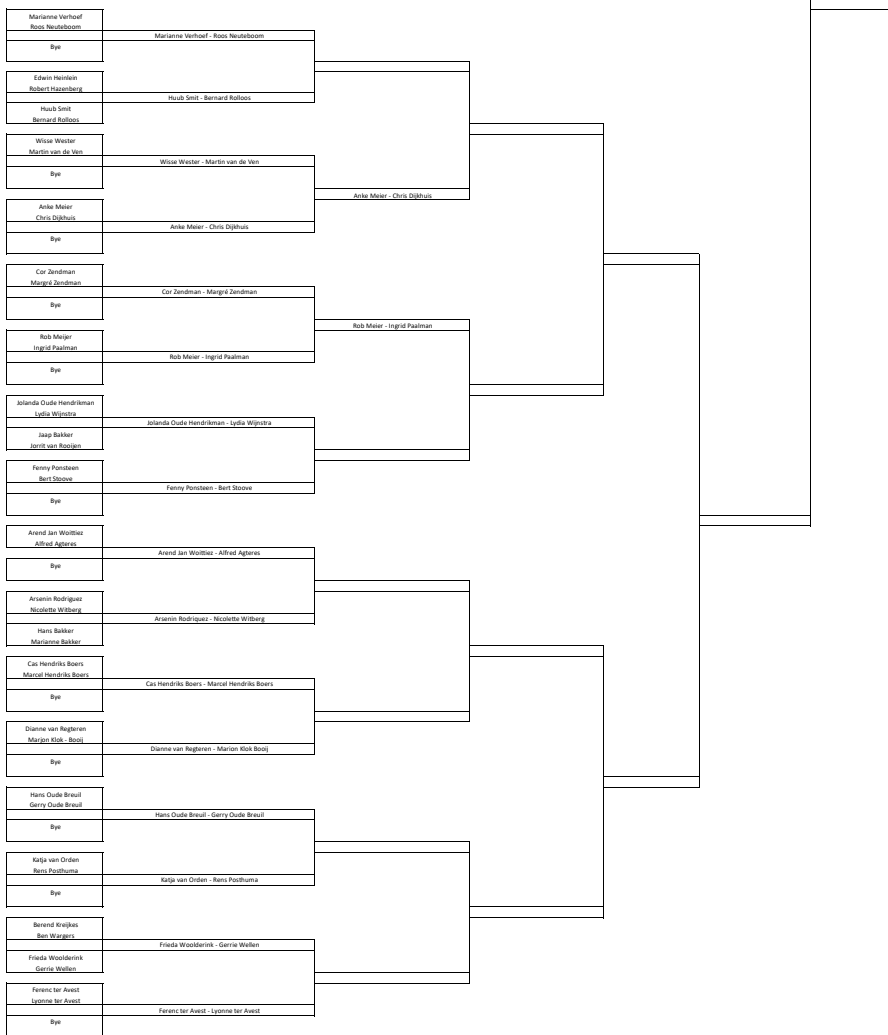 Marianne Verhoef
Roos Neuteboom
Marianne Verhoef - Roos Neuteboom
Bye
Edwin Heinlein
Robert Hazenberg
Huub Smit - Bernard Rolloos
Huub Smit
Bernard Rolloos
Wisse Wester
Martin van de Ven
Wisse Wester - Martin van de Ven
Bye
Anke Meier - Chris Dijkhuis
Anke Meier
Chris Dijkhuis
Anke Meier - Chris Dijkhuis
Bye
Cor Zendman
Margré Zendman
Cor Zendman - Margré Zendman
Bye
Rob Meier - Ingrid Paalman
Rob Meijer
Ingrid Paalman
Rob Meier - Ingrid Paalman
Bye
Jolanda Oude Hendrikman
Lydia Wijnstra
Jolanda Oude Hendrikman - Lydia Wijnstra
Jaap Bakker
Jorrit van Rooijen
Fenny Ponsteen
Bert Stoove
Fenny Ponsteen - Bert Stoove
Bye
Arend Jan Woittiez
Alfred Agteres
Arend Jan Woittiez - Alfred Agteres
Bye
Arsenin Rodriguez
Nicolette Witberg
Arsenin Rodriquez - Nicolette Witberg
Hans Bakker
Marianne Bakker
Cas Hendriks Boers
Marcel Hendriks Boers
Cas Hendriks Boers - Marcel Hendriks Boers
Bye
Dianne van Regteren
Marjon Klok - Booij
Dianne van Regteren - Marion Klok Booij
Bye
Hans Oude Breuil
Gerry Oude Breuil
Hans Oude Breuil - Gerry Oude Breuil
Bye
Katja van Orden
Rens Posthuma
Katja van Orden - Rens Posthuma
Bye
Berend Kreijkes
Ben Wargers
Frieda Woolderink - Gerrie Wellen
Frieda Woolderink
Gerrie Wellen
Ferenc ter Avest
Lyonne ter Avest
Ferenc ter Avest - Lyonne ter Avest
Bye